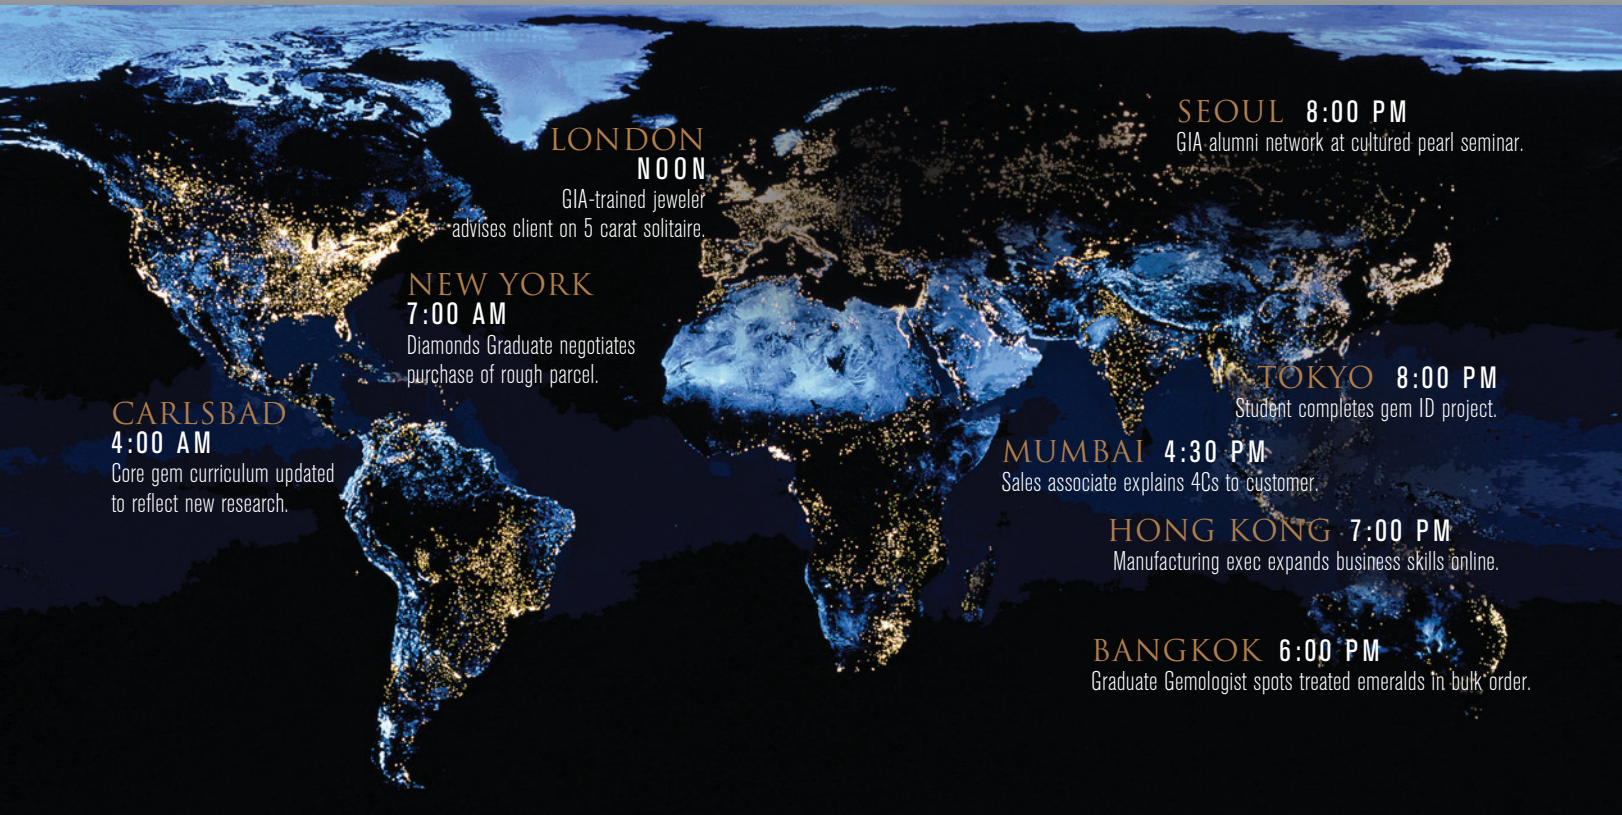 LONDON
NOON
GIA-trained jeweler
advises client on 5 carat solitaire.
SEOUL 8:00 PM
GIA alumni network at cultured pearl seminar.
NEW YORK
7:00 AM
Diamonds Graduate negotiates
purchase of rough parcel.
CARLSBAD
4:00 AM
Core gem curriculum updated
to reflect new research.
TOKYO 8:00 PM
Student completes gem ID project.
MUMBAI 4:30 PM
Sales associate explains 4Cs to customer.
HONG KONG 7:00 PM
Manufacturing exec expands business skills online.
BANGKOK 6:00 PM
Graduate Gemologist spots treated emeralds in bulk order.